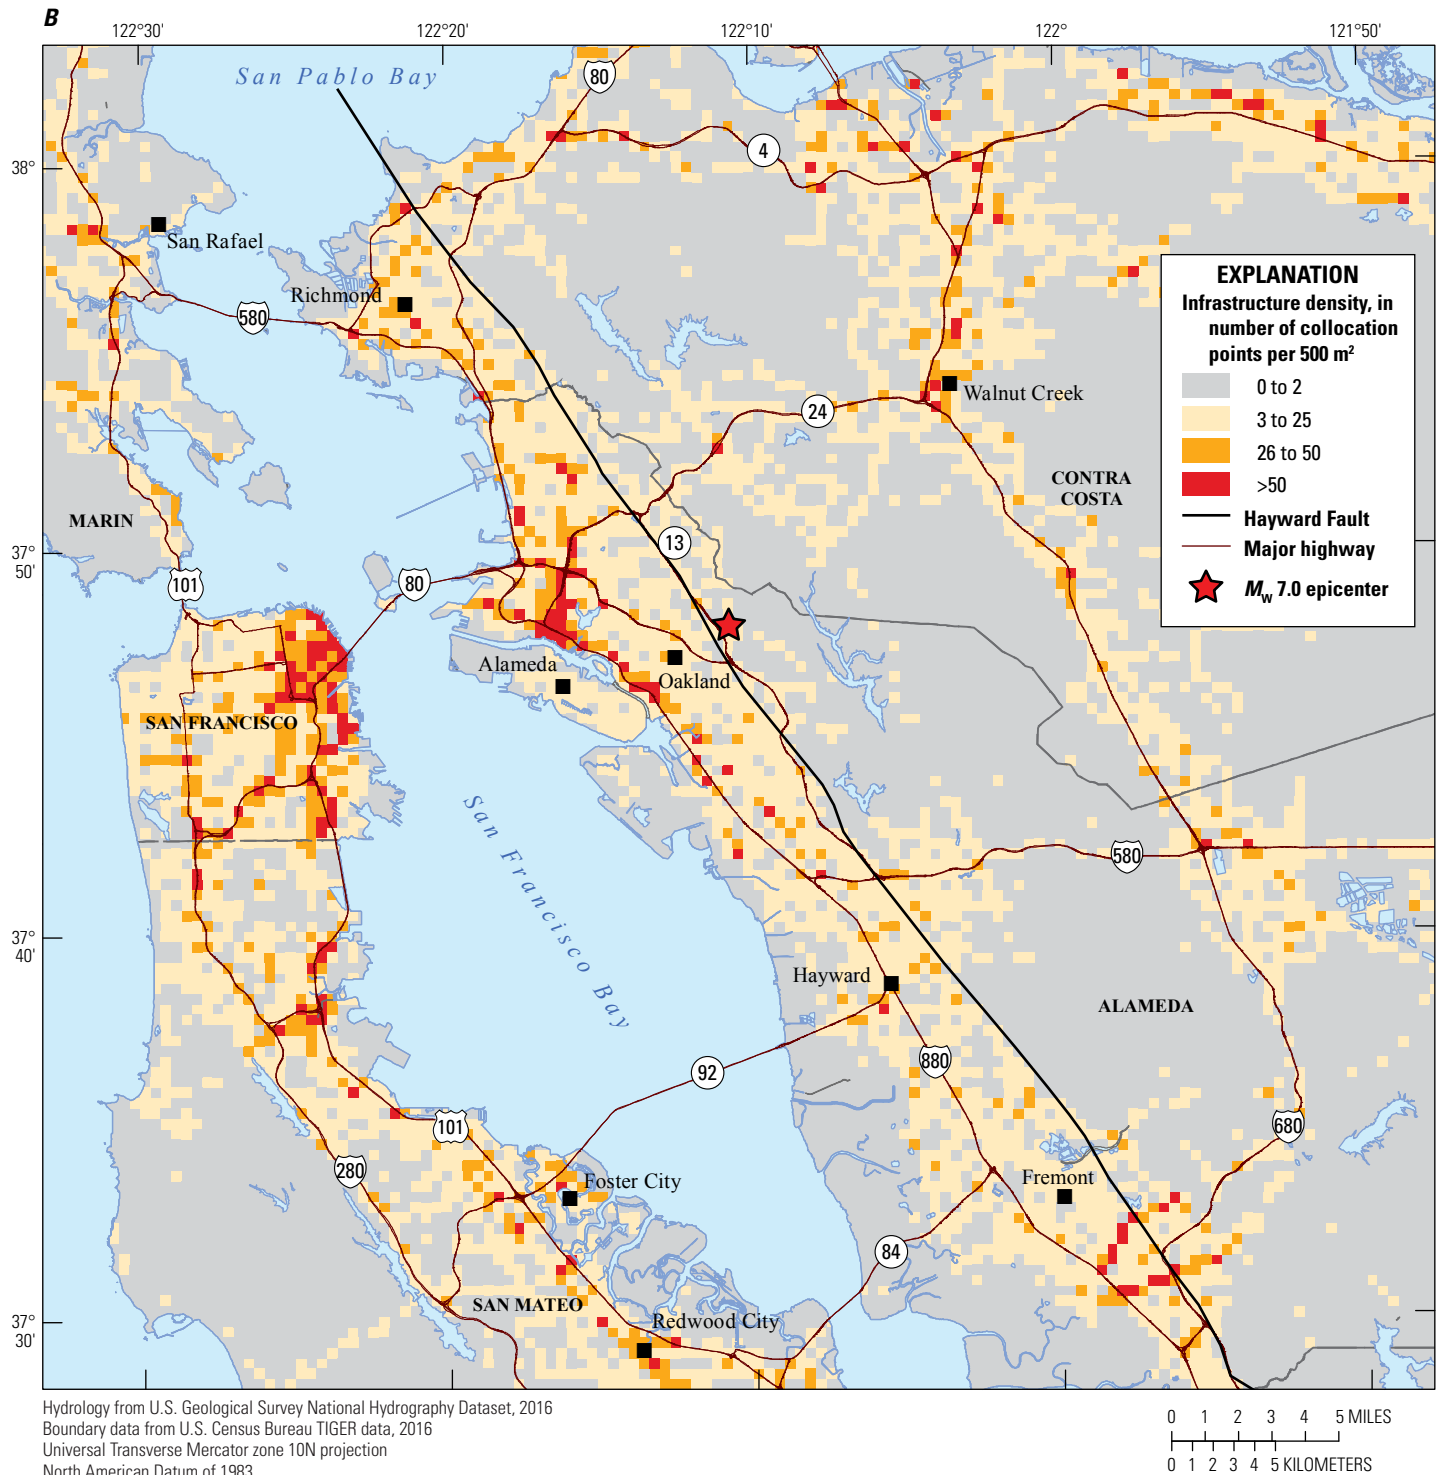 B
122°30' 122°20' 122°10' 122° 121°50'
San Pablo Bay
80
4
38°
San Rafael
Richmond
580
EXPLANATION
Infrastructure density, in
number of collocation
points per 500 m²
0 to 2
3 to 25
26 to 50
>50
Hayward Fault
Major highway
Mw 7.0 epicenter
Walnut Creek
24
CONTRA
COSTA
MARIN
13
37°
50'
101
80
Alameda
Oakland
SAN FRANCISCO
San Francisco Bay
580
37°
40'
Hayward
ALAMEDA
880
92
101
680
280
Fremont
Foster City
84
SAN MATEO
Redwood City
37°
30'
Hydrology from U.S. Geological Survey National Hydrography Dataset, 2016
Boundary data from U.S. Census Bureau TIGER data, 2016
Universal Transverse Mercator zone 10N projection
North American Datum of 1983
0 1 2 3 4 5 MILES
0 1 2 3 4 5 KILOMETERS